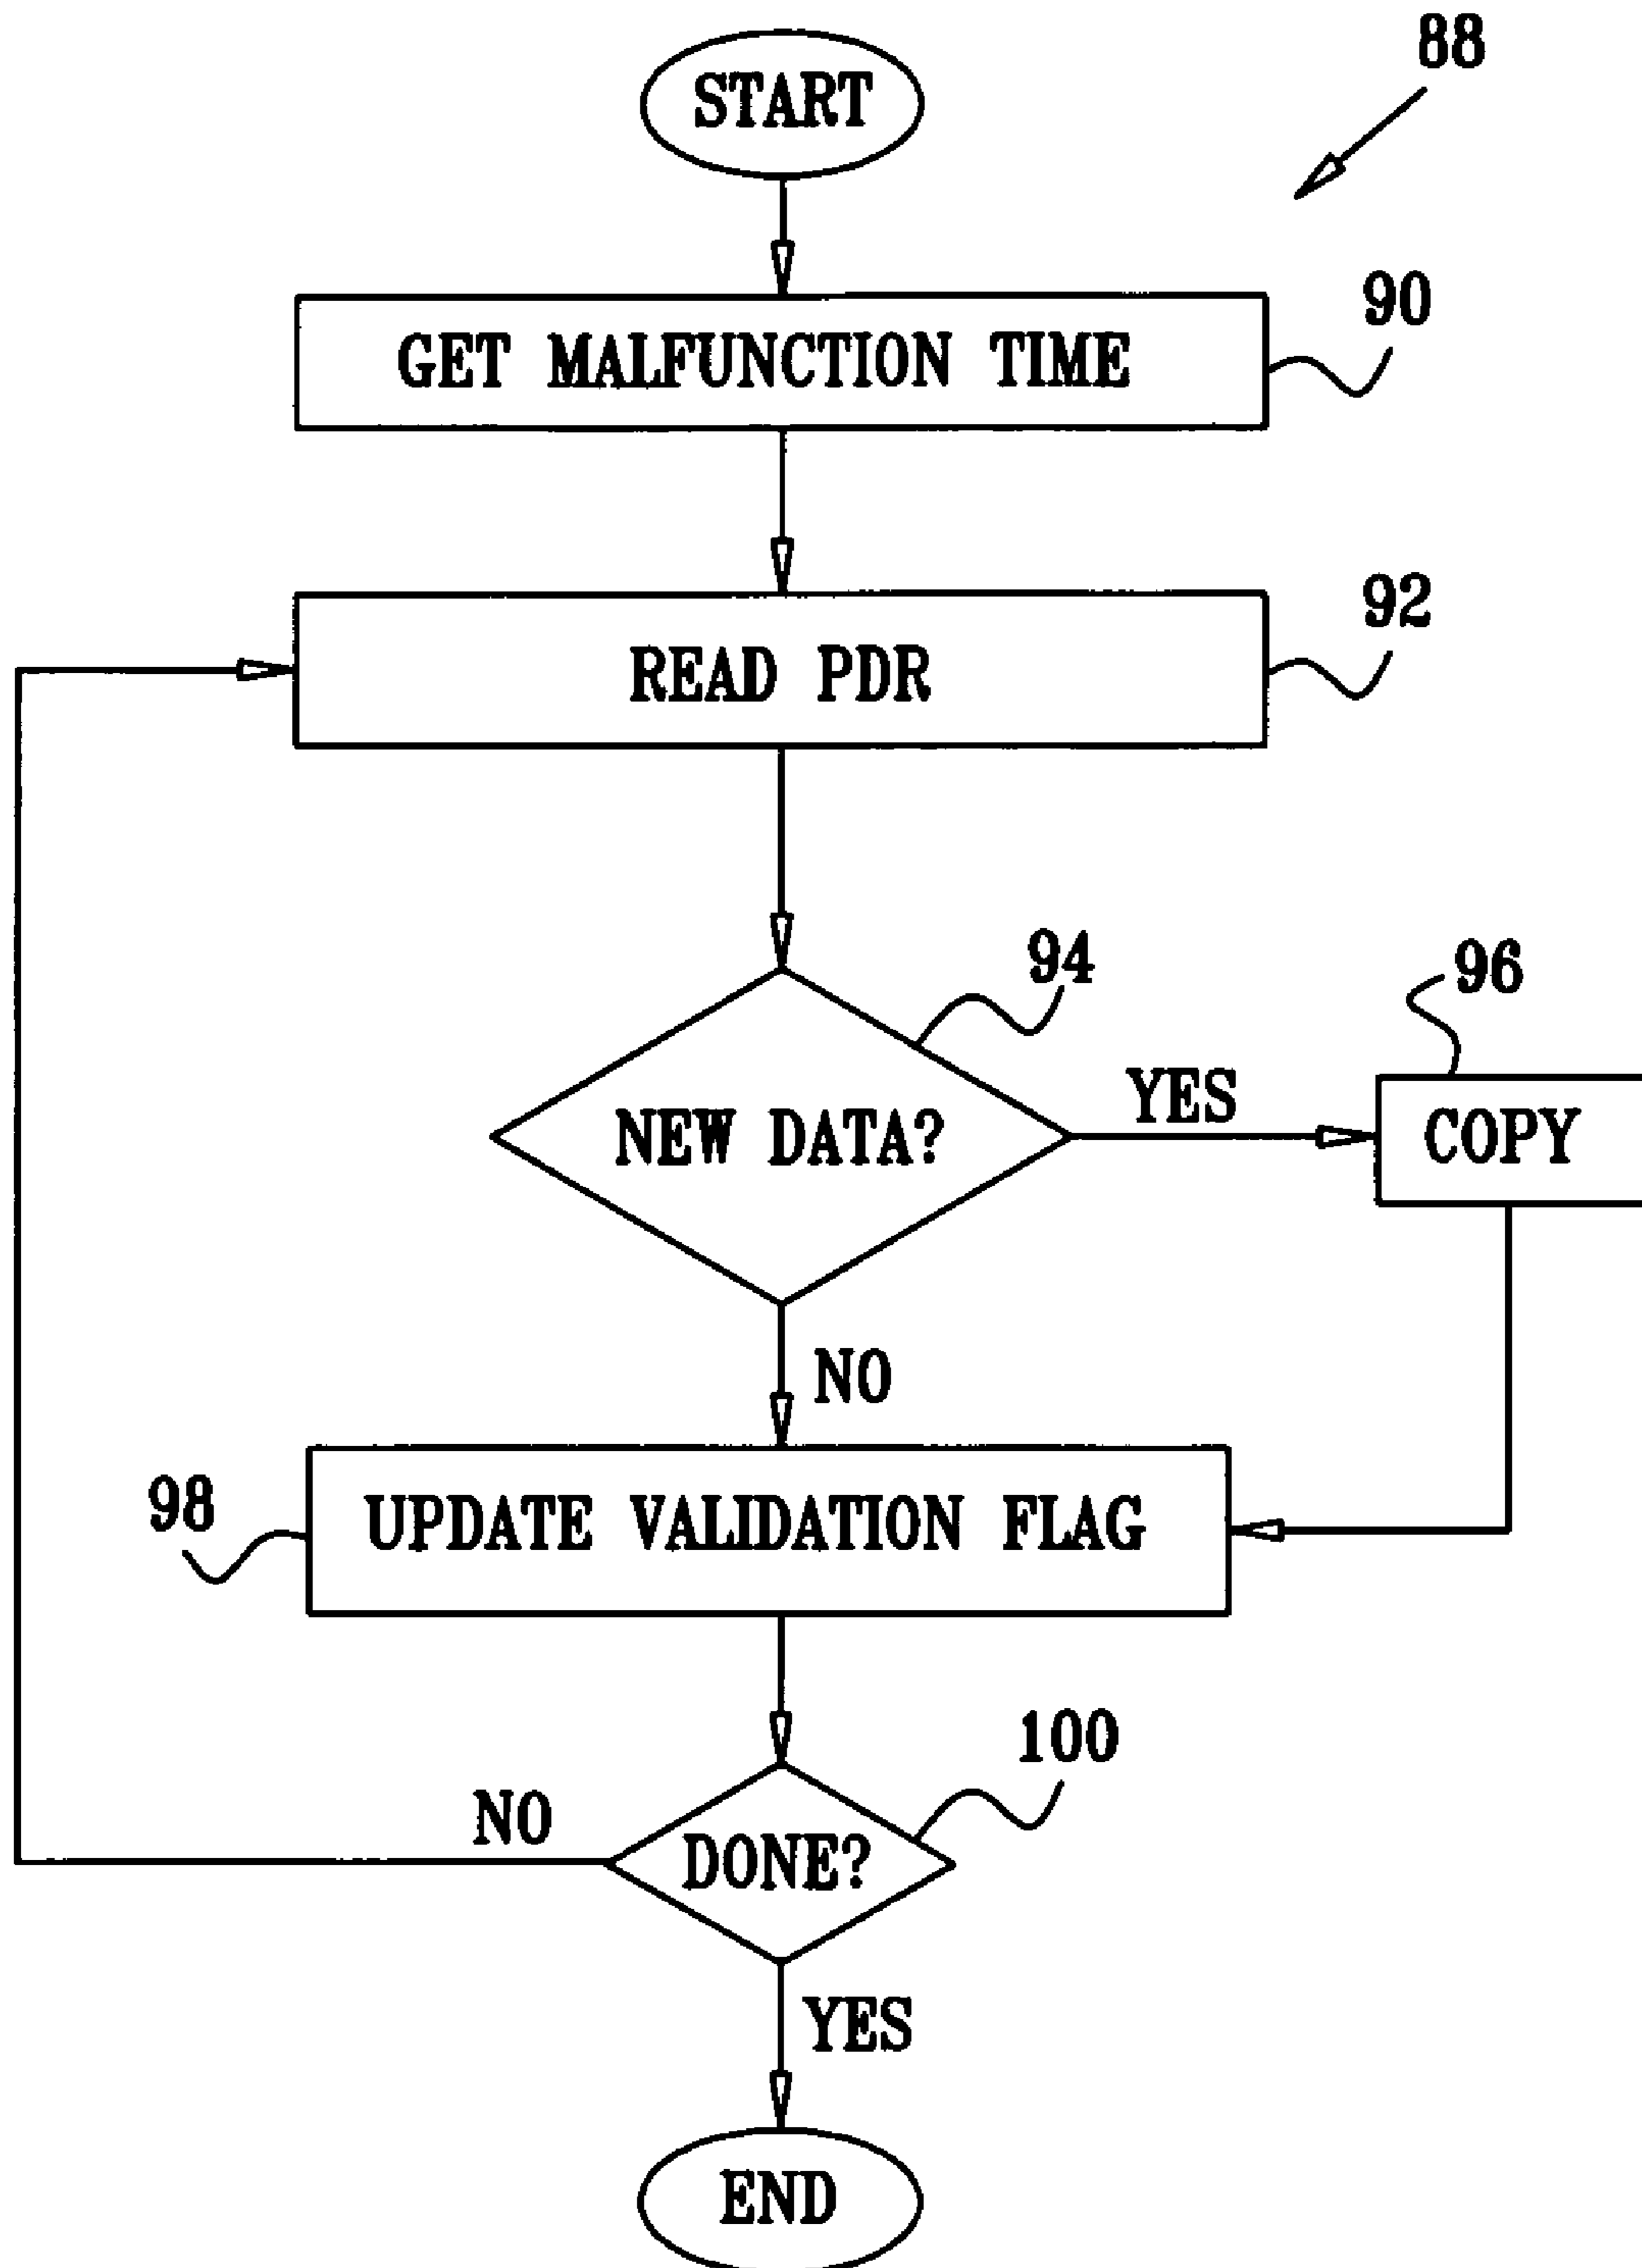 88
START
90
GET MALFUNCTION TIME
92
READ PDR
94
96
NEW DATA?
YES
COPY
NO
98
UPDATE VALIDATION FLAG
100
NO
DONE?
YES
END